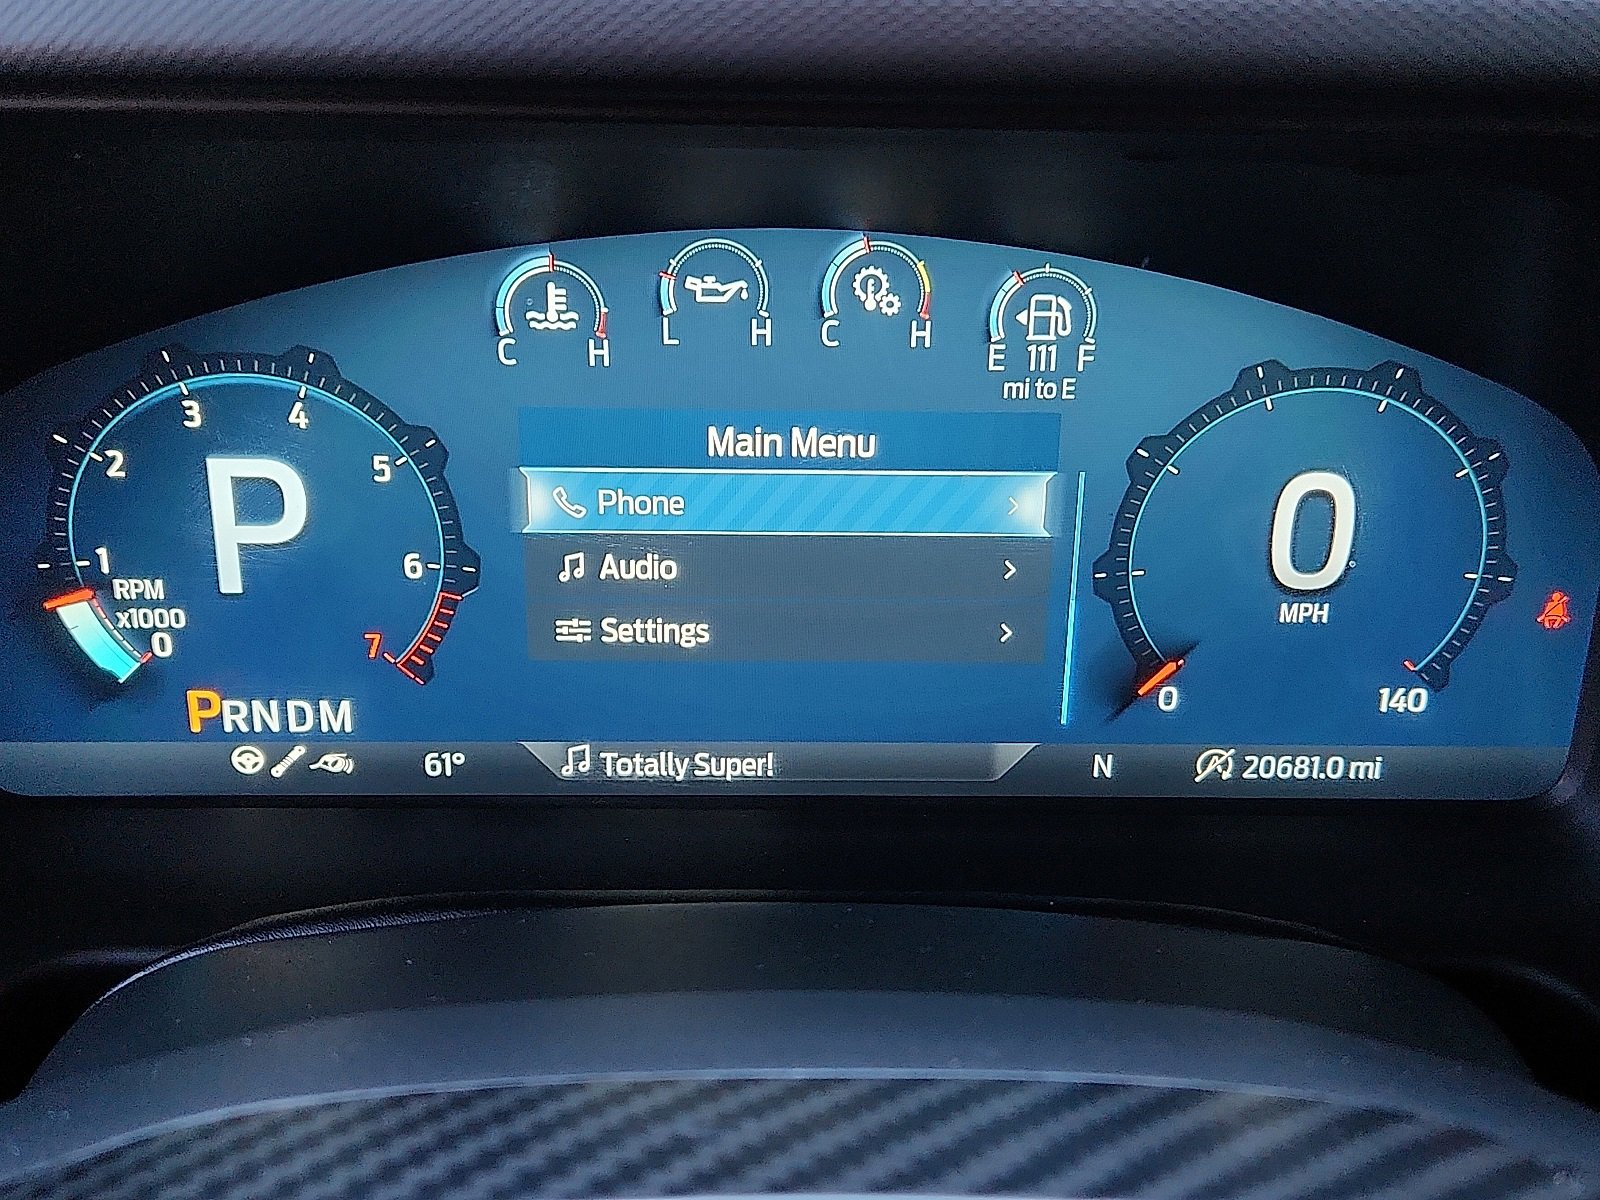 C H
L H
C H
E 111 F
mi to E
1 2 3 4 5 6 7
RPM
x1000
0
P
PRNDM
Main Menu
Phone
Audio
Settings
0
MPH
0 140
61°
Totally Super!
N
20681.0 mi